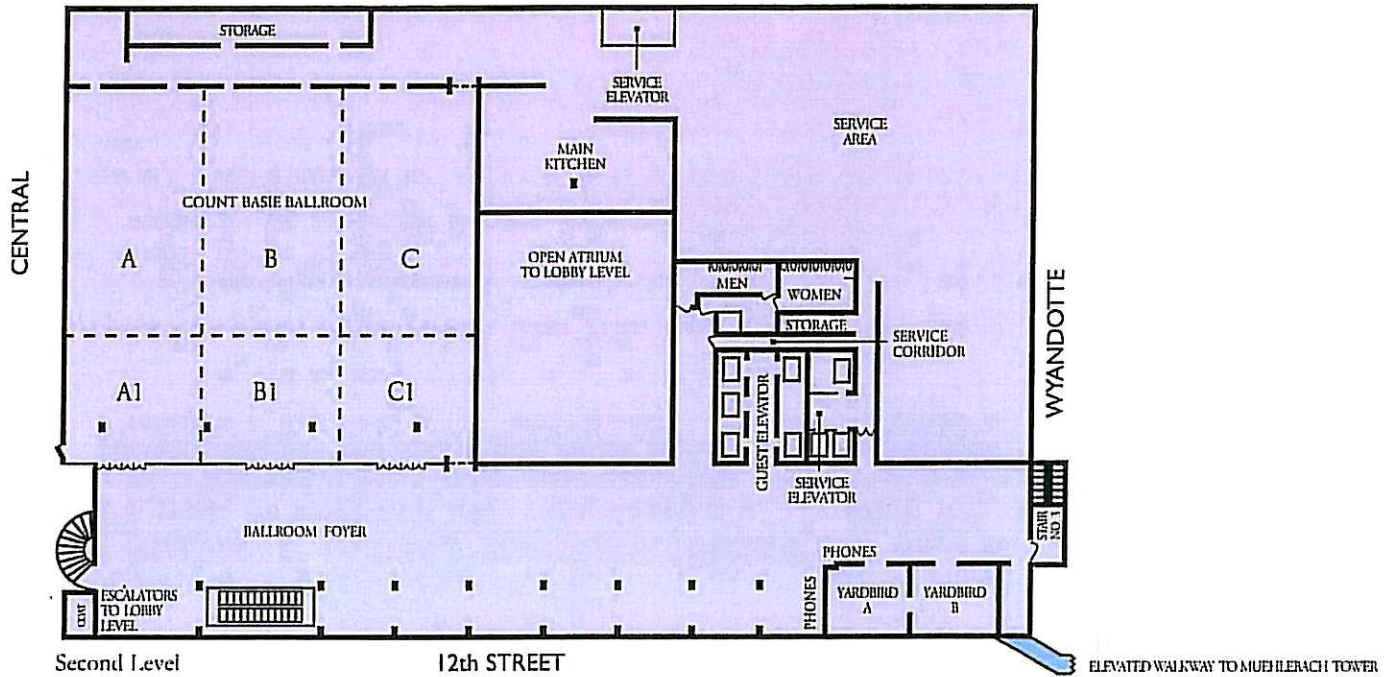 STORAGE
SERVICE
ELEVATOR
SERVICE
AREA
MAIN
KITCHEN
CENTRAL
COUNT BASIE BALLROOM
A
B
C
OPEN ATRIUM
TO LOBBY LEVEL
MEN
WOMEN
STORAGE
SERVICE
CORRIDOR
WYANDOTTE
A1
B1
C1
GUEST ELEVATOR
SERVICE
ELEVATOR
STAIR
NO. 3
BALLROOM FOYER
PHONES
PHONES
YARDBIRD
A
YARDBIRD
B
COAT
ESCALATORS
TO LOBBY
LEVEL
Second Level
12th STREET
ELEVATED WALKWAY TO MUEHLEBACH TOWER